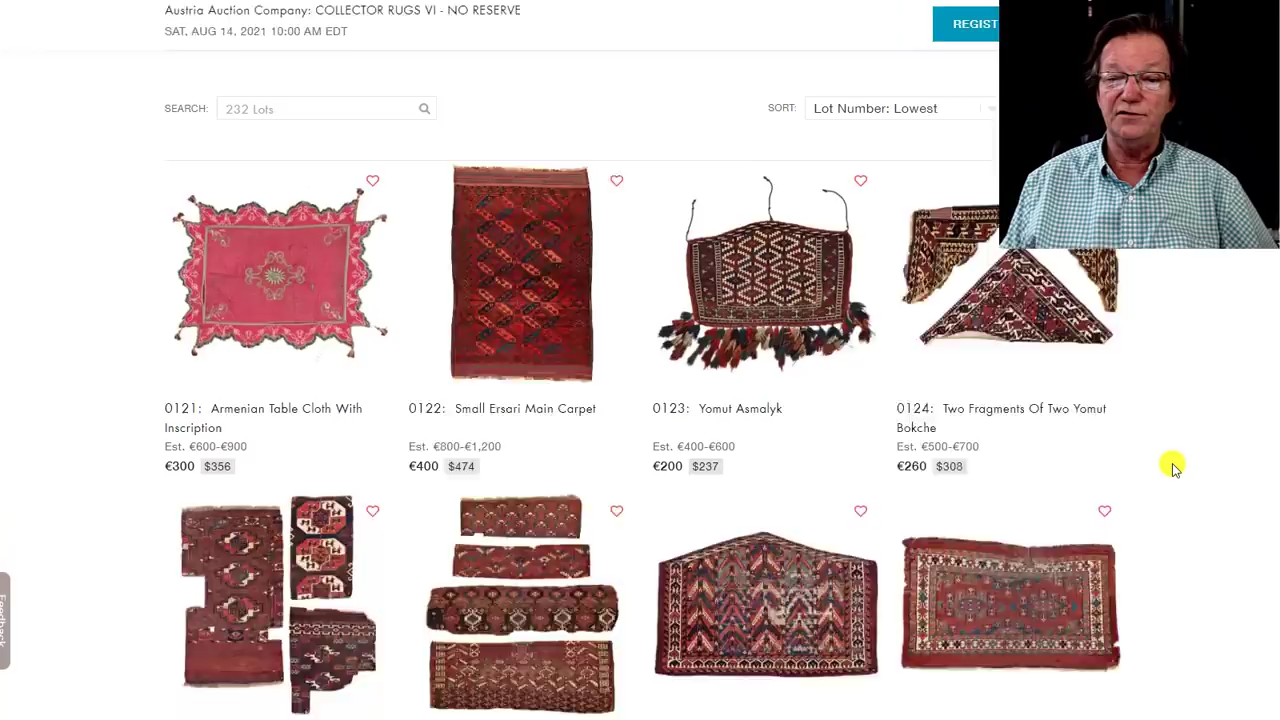 Austria Auction Company: COLLECTOR RUGS VI - NO RESERVE
SAT, AUG 14, 2021 10:00 AM EDT
REGIST
SEARCH:
232 Lots
SORT:
Lot Number: Lowest
0121: Armenian Table Cloth With
Inscription
Est. €600-€900
€300 $356
0122: Small Ersari Main Carpet
Est. €800-€1,200
€400 $474
0123: Yomut Asmalyk
Est. €400-€600
€200 $237
0124: Two Fragments Of Two Yomut
Bokche
Est. €500-€700
€260 $308
Feedback